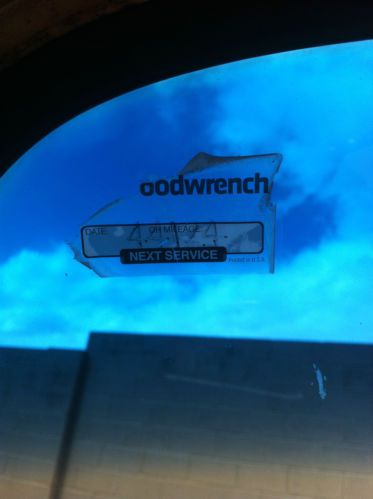 oodwrench
DATE: OR MILEAGE:
NEXT SERVICE
Printed in U.S.A.